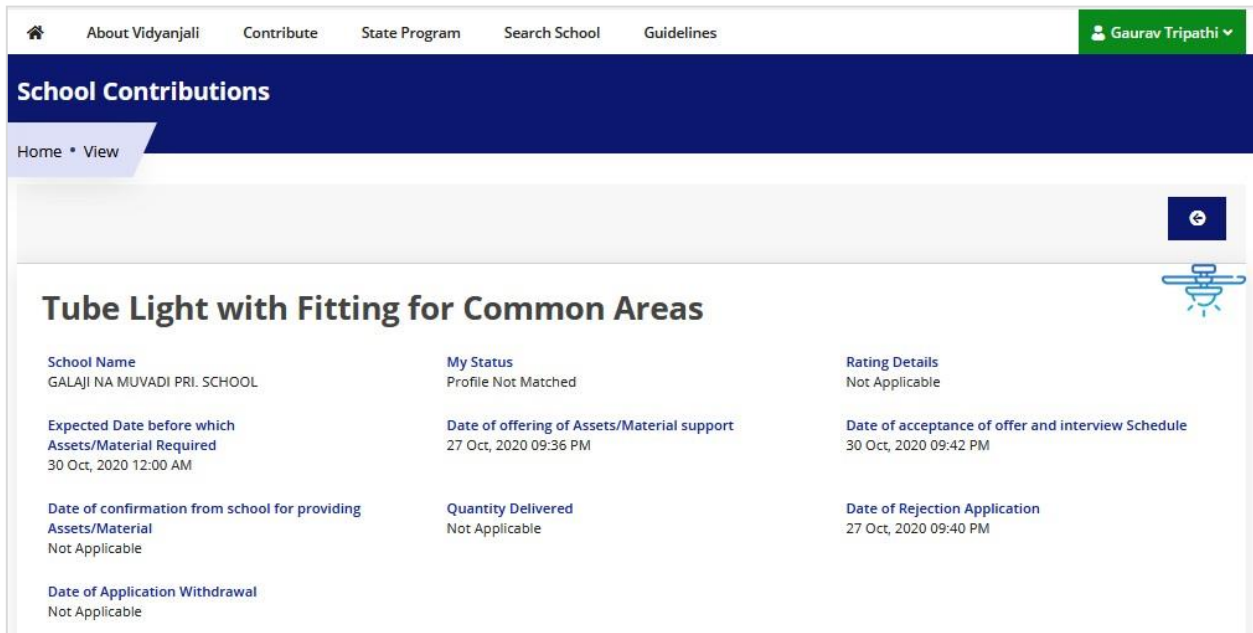 About Vidyanjali Contribute State Program Search School Guidelines Gaurav Tripathi
School Contributions
Home • View
Tube Light with Fitting for Common Areas
School Name
GALAJI NA MUVADI PRI. SCHOOL
My Status
Profile Not Matched
Rating Details
Not Applicable
Expected Date before which
Assets/Material Required
30 Oct, 2020 12:00 AM
Date of offering of Assets/Material support
27 Oct, 2020 09:36 PM
Date of acceptance of offer and interview Schedule
30 Oct, 2020 09:42 PM
Date of confirmation from school for providing
Assets/Material
Not Applicable
Quantity Delivered
Not Applicable
Date of Rejection Application
27 Oct, 2020 09:40 PM
Date of Application Withdrawal
Not Applicable